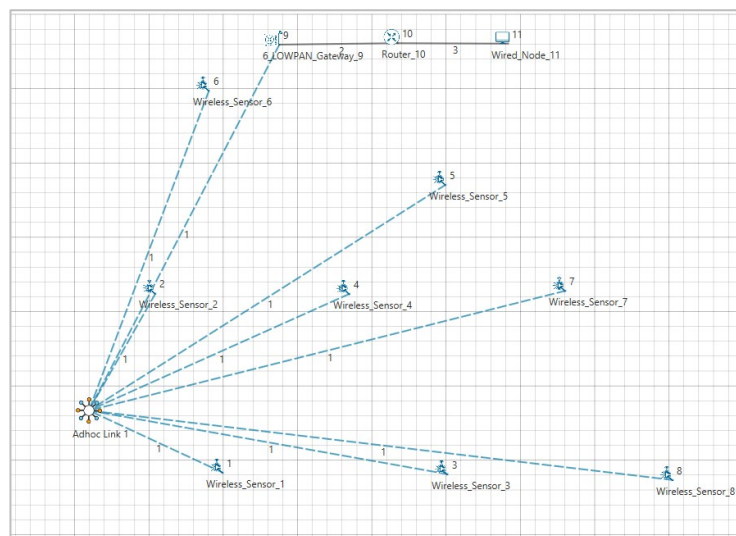 9
10
11
2
3
6_LOWPAN_Gateway_9
Router_10
Wired_Node_11
6
Wireless_Sensor_6
5
Wireless_Sensor_5
1
1
2
Wireless_Sensor_2
4
Wireless_Sensor_4
7
Wireless_Sensor_7
1
1
1
1
Adhoc Link 1
1
1
1
1
Wireless_Sensor_1
3
Wireless_Sensor_3
8
Wireless_Sensor_8